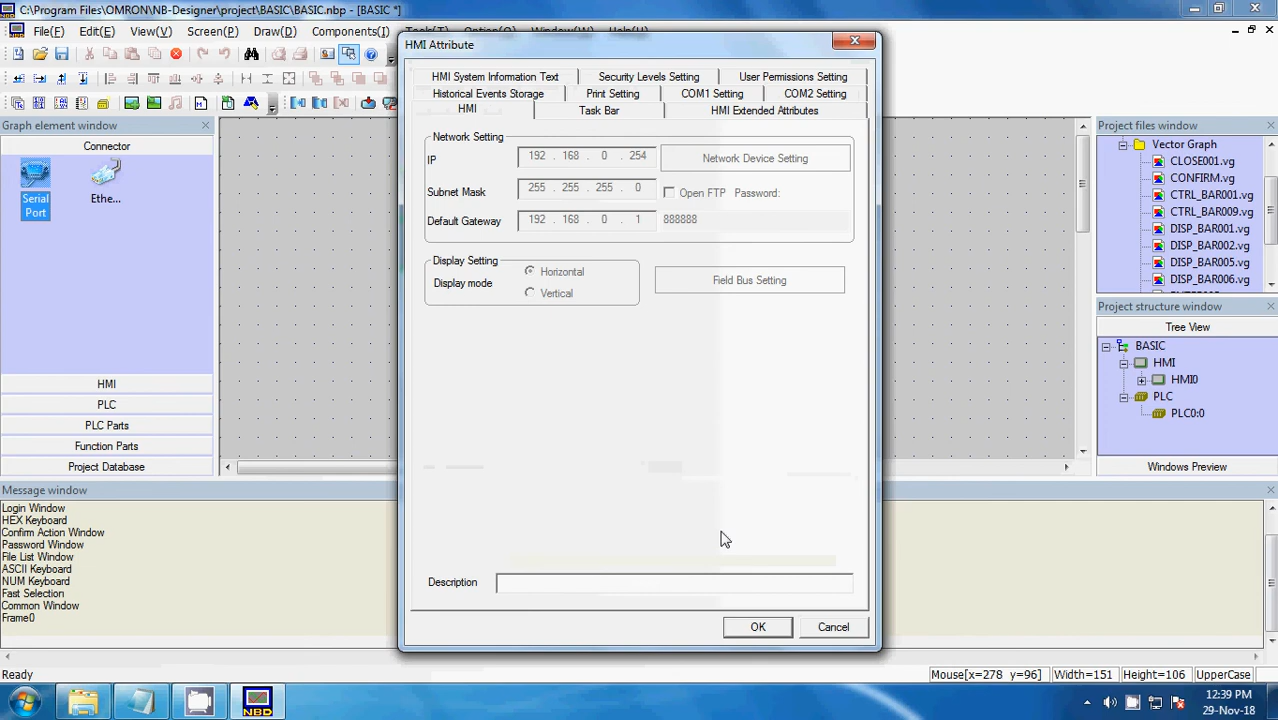 C:\Program Files\OMRON\NB-Designer\project\BASIC\BASIC.nbp - [BASIC *]
File(F) Edit(E) View(V) Screen(P) Draw(D) Components(I) Tools(T) Option(O) Window(W) Help(H)
HMI Attribute
HMI System Information Text Security Levels Setting User Permissions Setting
Historical Events Storage Print Setting COM1 Setting COM2 Setting
HMI Task Bar HMI Extended Attributes
Network Setting
IP 192 . 168 . 0 . 254 Network Device Setting
Subnet Mask 255 . 255 . 255 . 0 Open FTP Password:
Default Gateway 192 . 168 . 0 . 1 888888
Display Setting
Display mode Horizontal
Vertical
Field Bus Setting
Description
OK Cancel
Graph element window
Connector
Serial Port
Ethe...
HMI
PLC
PLC Parts
Function Parts
Project Database
Project files window
Vector Graph
CLOSE001.vg
CONFIRM.vg
CTRL_BAR001.vg
CTRL_BAR009.vg
DISP_BAR001.vg
DISP_BAR002.vg
DISP_BAR005.vg
DISP_BAR006.vg
Project structure window
Tree View
BASIC
HMI
HMI0
PLC
PLC0:0
Windows Preview
Message window
Login Window
HEX Keyboard
Confirm Action Window
Password Window
File List Window
ASCII Keyboard
NUM Keyboard
Fast Selection
Common Window
Frame0
Ready Mouse[x=278 y=96] Width=151 Height=106 UpperCase
NBD
12:39 PM
29-Nov-18